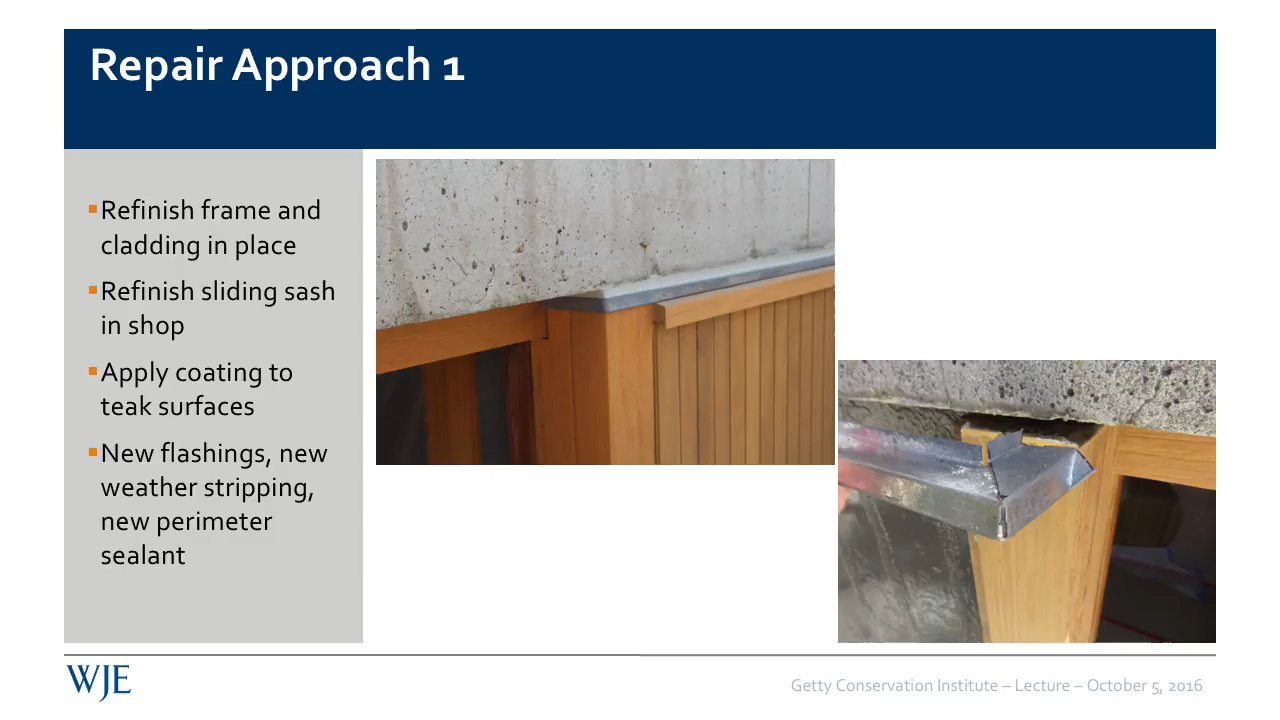 Repair Approach 1
▪Refinish frame and
cladding in place
▪Refinish sliding sash
in shop
▪Apply coating to
teak surfaces
▪New flashings, new
weather stripping,
new perimeter
sealant
WJE
Getty Conservation Institute – Lecture – October 5, 2016